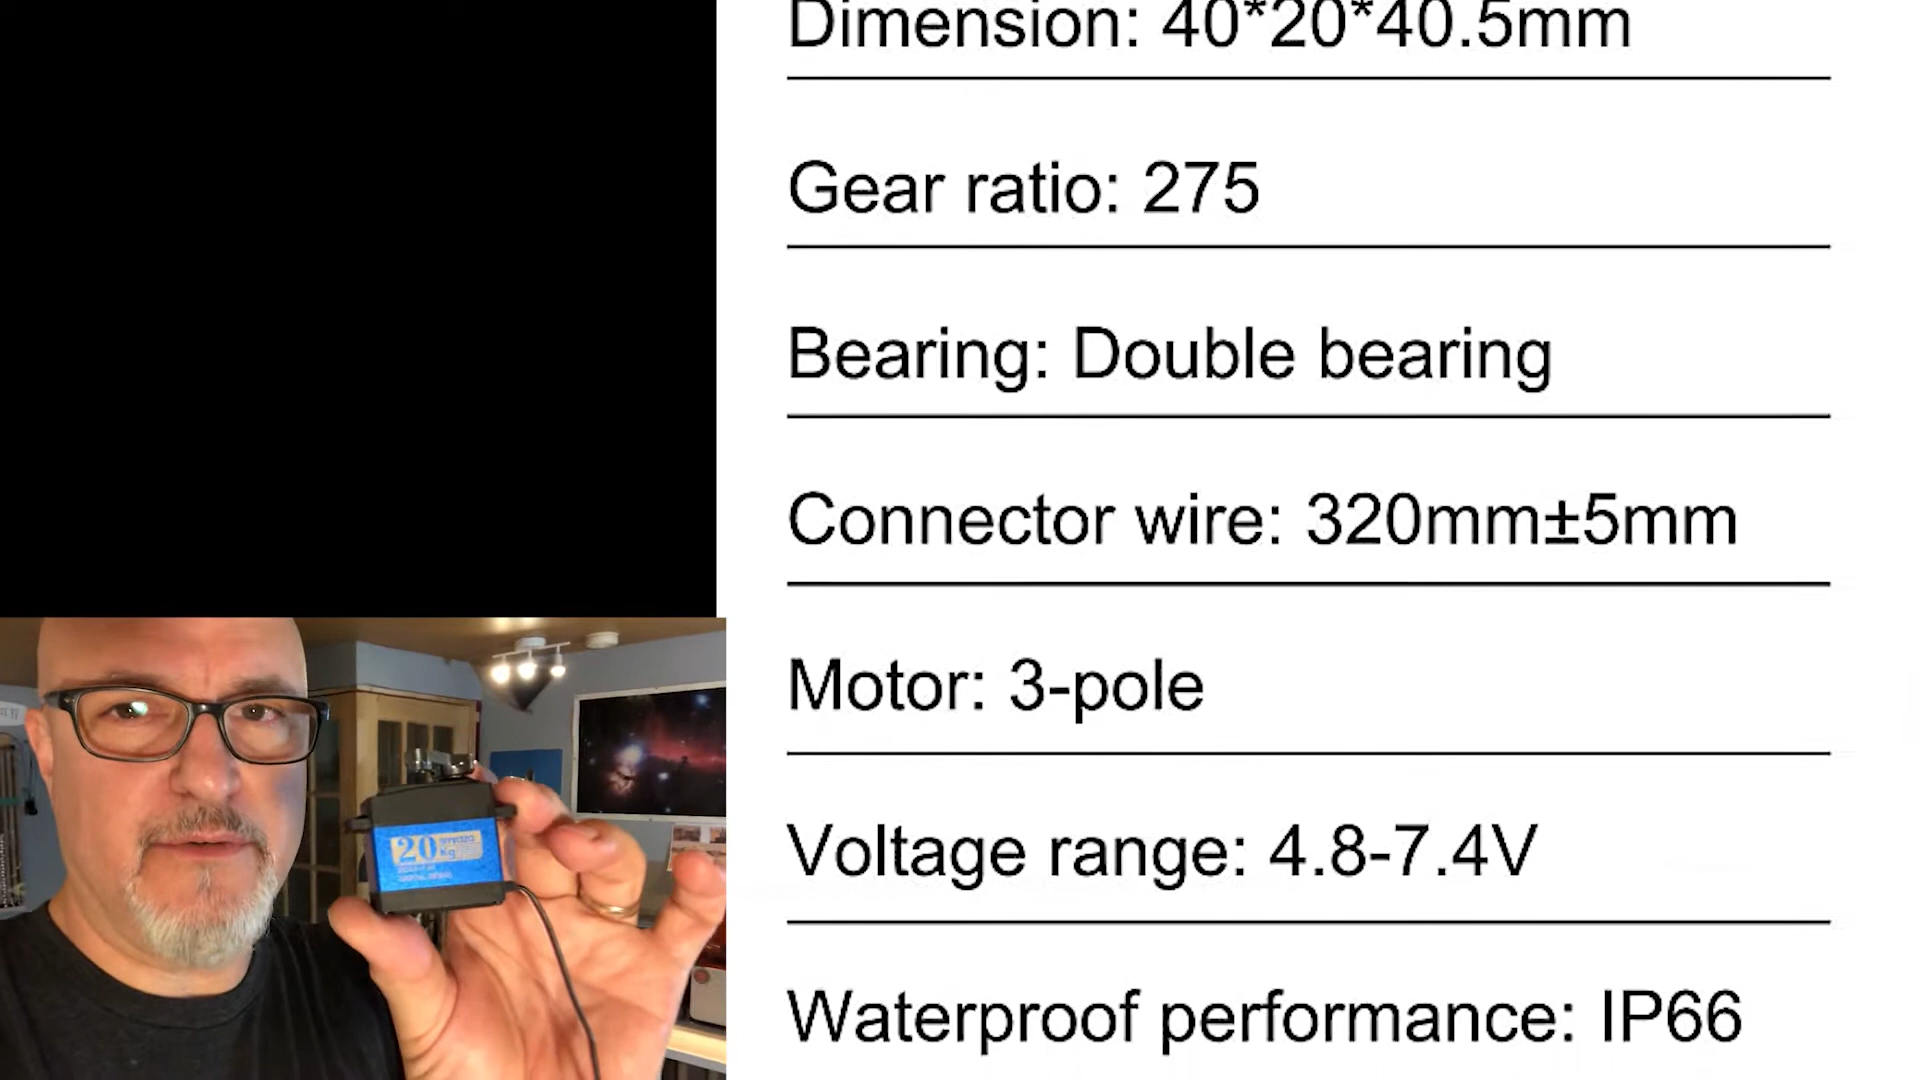 Dimension: 40*20*40.5mm
Gear ratio: 275
Bearing: Double bearing
Connector wire: 320mm±5mm
Motor: 3-pole
Voltage range: 4.8-7.4V
Waterproof performance: IP66
20
Kg